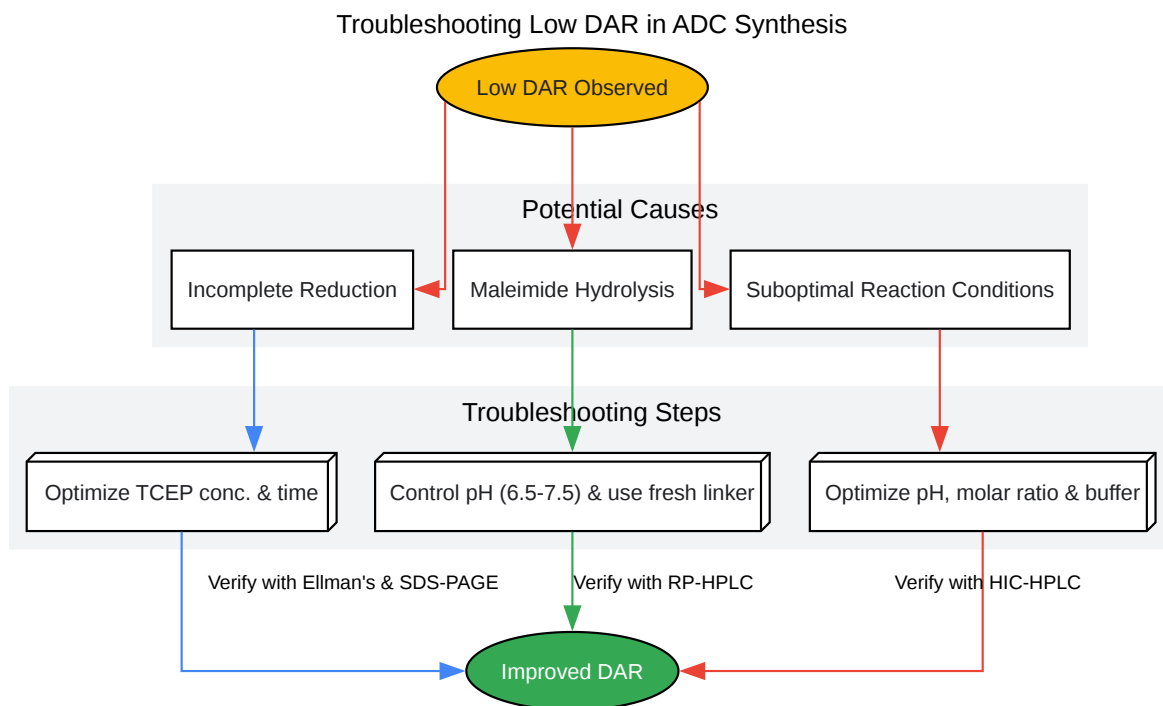 Troubleshooting Low DAR in ADC Synthesis
Low DAR Observed
Potential Causes
Incomplete Reduction
Maleimide Hydrolysis
Suboptimal Reaction Conditions
Troubleshooting Steps
Optimize TCEP conc. & time
Control pH (6.5-7.5) & use fresh linker
Optimize pH, molar ratio & buffer
Verify with Ellman's & SDS-PAGE
Verify with RP-HPLC
Verify with HIC-HPLC
Improved DAR